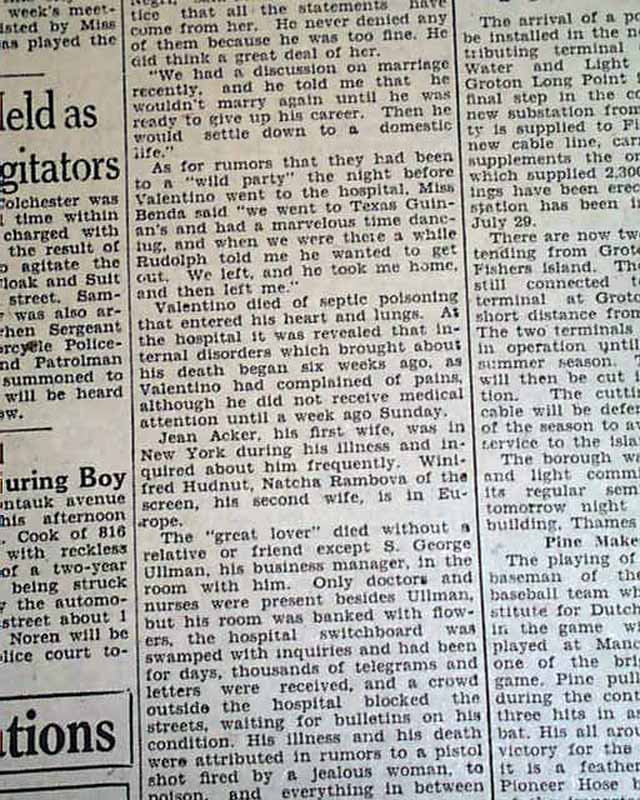 week's meet-
isted by Miss
as played the
Held as
gitators
Colchester was
time within
charged with
the result of
agitate the
Cloak and Suit
street. Sam-
was also ar-
when Sergeant
Police-
nd Patrolman
summoned to
will be heard
uring Boy
ntauk avenue
his afternoon
. Cook of 816
with reckless
of a two-year
being struck
the automo-
street about 1
Noren will be
lice court to-
tions
tice that all the statements have
come from her. He never denied any
of them because he was too fine. He
did think a great deal of her.
"We had a discussion on marriage
recently, and he told me that he
wouldn't marry again until he was
ready to give up his career. Then he
would settle down to a domestic
life."
As for rumors that they had been
to a "wild party" the night before
Valentino went to the hospital, Miss
Benda said "we went to Texas Guin-
an's and had a marvelous time danc-
ing, and when we were there a while
Rudolph told me he wanted to get
out. We left, and he took me home,
and then left me."
Valentino died of septic poisoning
that entered his heart and lungs. At
the hospital it was revealed that in-
ternal disorders which brought about
his death began six weeks ago, as
Valentino had complained of pains,
although he did not receive medical
attention until a week ago Sunday.
Jean Acker, his first wife, was in
New York during his illness and in-
quired about him frequently. Wini-
fred Hudnut, Natcha Rambova of the
screen, his second wife, is in Eu-
rope.
The "great lover" died without a
relative or friend except S. George
Ullman, his business manager, in the
room with him. Only doctors and
nurses were present besides Ullman,
but his room was banked with flow-
ers, the hospital switchboard was
swamped with inquiries and had been
for days, thousands of telegrams and
letters were received, and a crowd
outside the hospital blocked the
streets, waiting for bulletins on his
condition. His illness and his death
were attributed in rumors to a pistol
shot fired by a jealous woman, to
poison, and everything in between
The arrival of a
be installed in the
tributing terminal
Water and Light
Groton Long Point
final step in the
new substation from
ty is supplied to Fi
new cable line, car
supplements the
which supplied 2,300
ings have been erec
station has been
July 29.
There are now tw
tending from Groto
Fishers island. Th
still connected
terminal at Groto
short distance from
The two terminals
in operation until
summer season.
will then be cut
tion. The cutti
cable will be defe
of the season to
service to the isla
The borough
and light comm
its regular sem
tomorrow night
building, Thames
Pine Make
The playing of
baseman of the
baseball team wh
stitute for Dutch
in the game wi
played at Manc
one of the bri
game. Pine pull
during the cont
three hits in
bat. His all arou
victory for the
it is a feather
Pioneer Hose